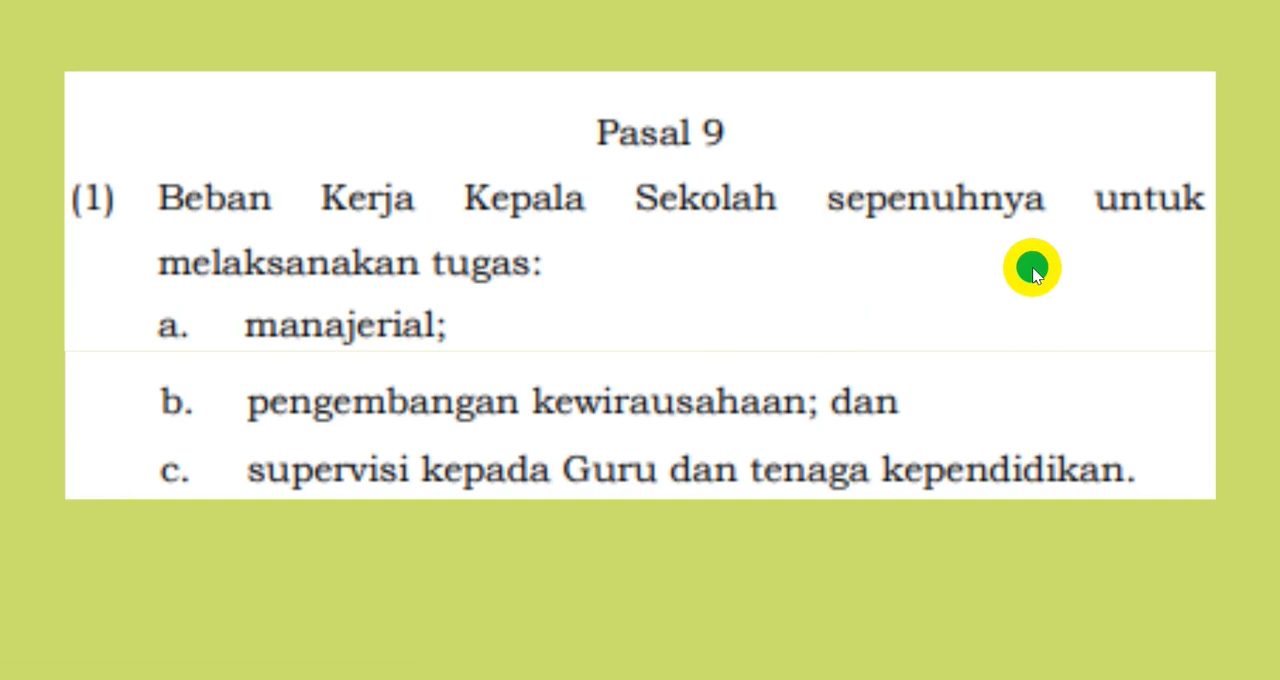 Pasal 9
(1) Beban Kerja Kepala Sekolah sepenuhnya untuk
melaksanakan tugas:
a. manajerial;
b. pengembangan kewirausahaan; dan
c. supervisi kepada Guru dan tenaga kependidikan.